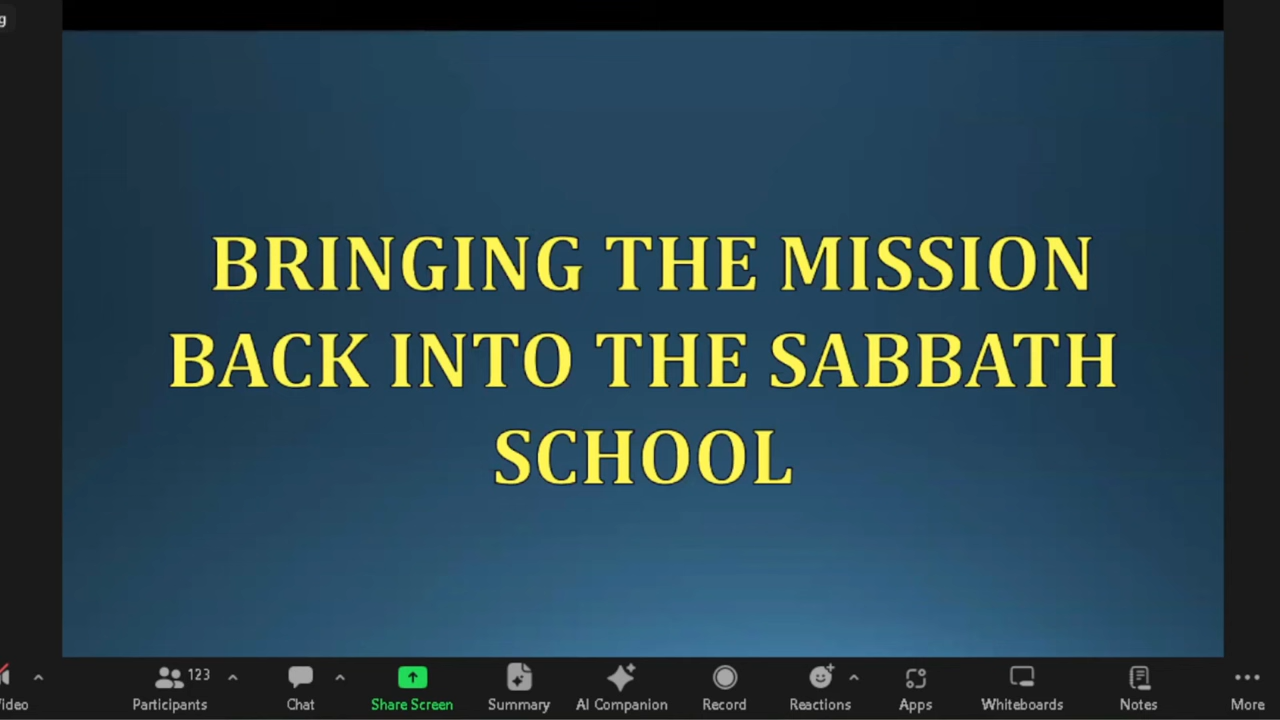 g
BRINGING THE MISSION
BACK INTO THE SABBATH
SCHOOL
123
Participants
Chat
Share Screen
Summary
AI Companion
Record
Reactions
Apps
Whiteboards
Notes
More